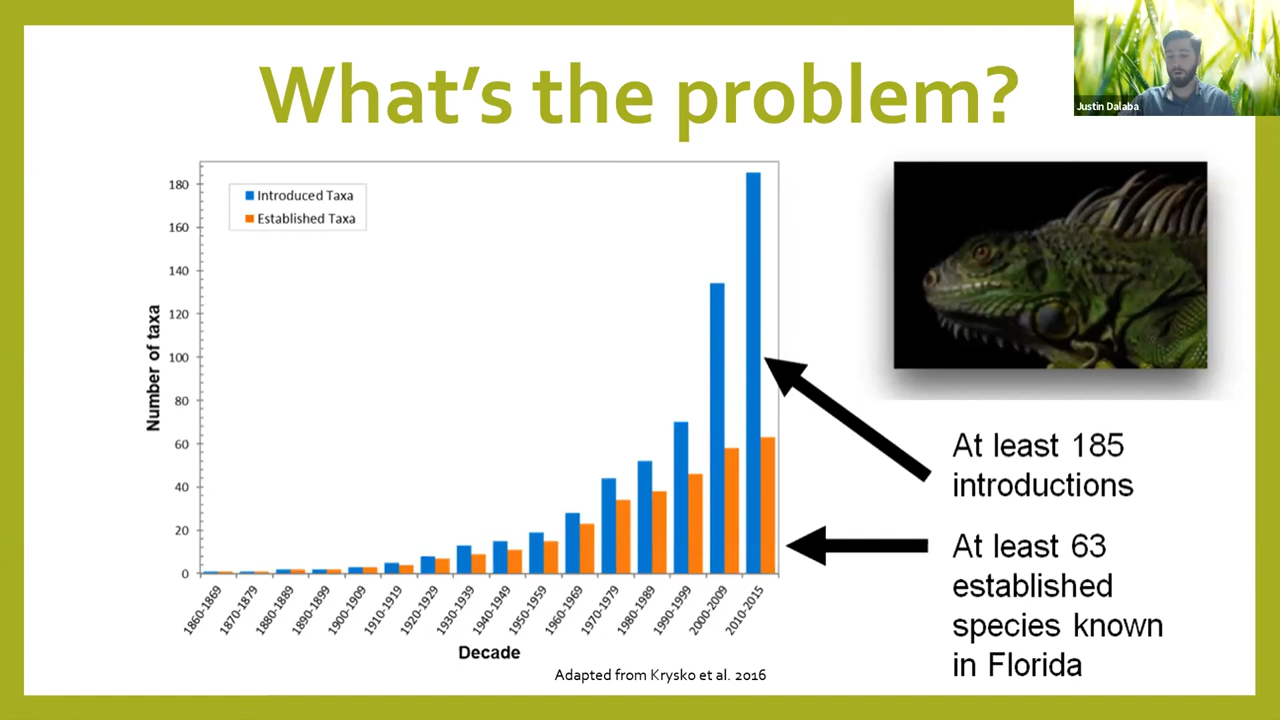 What's the problem?
Justin Dalaba
Introduced Taxa
Established Taxa
Number of taxa
180
160
140
120
100
80
60
40
20
0
1860-1869
1870-1879
1880-1889
1890-1899
1900-1909
1910-1919
1920-1929
1930-1939
1940-1949
1950-1959
1960-1969
1970-1979
1980-1989
1990-1999
2000-2009
2010-2015
Decade
Adapted from Krysko et al. 2016
At least 185
introductions
At least 63
established
species known
in Florida